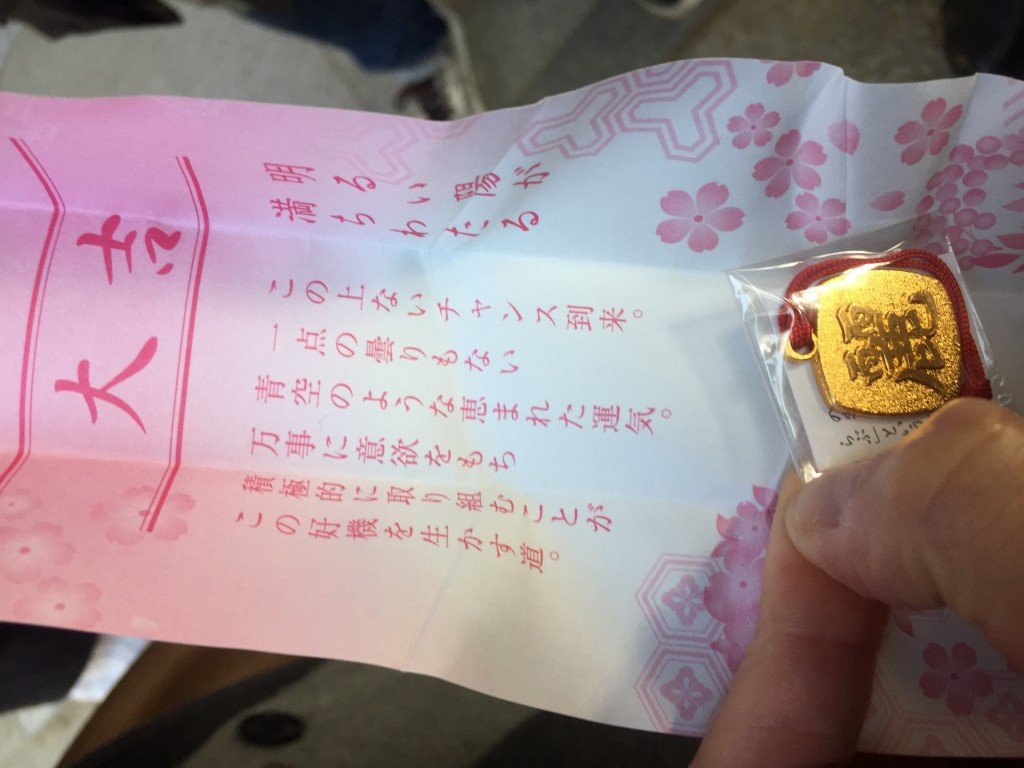 大吉
明るい陽が
満ちわたる
この上ないチャンス到来。
一点の曇りもない
青空のような恵まれた運気。
万事に意欲をもち
積極的に取り組むことが
この好機を生かす道。